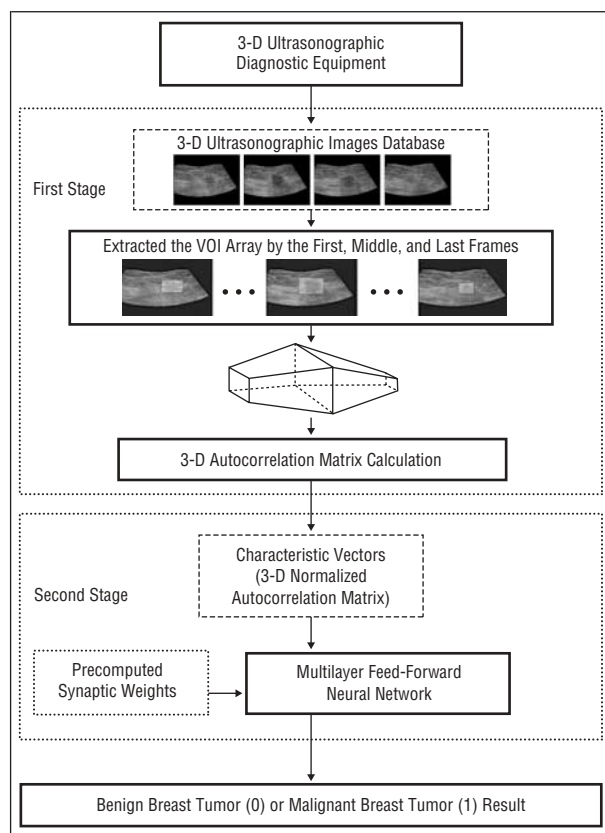 3-D Ultrasonographic
Diagnostic Equipment
3-D Ultrasonographic Images Database
First Stage
Extracted the VOI Array by the First, Middle, and Last Frames
3-D Autocorrelation Matrix Calculation
Characteristic Vectors
(3-D Normalized
Autocorrelation Matrix)
Second Stage
Precomputed
Synaptic Weights
Multilayer Feed-Forward
Neural Network
Benign Breast Tumor (0) or Malignant Breast Tumor (1) Result